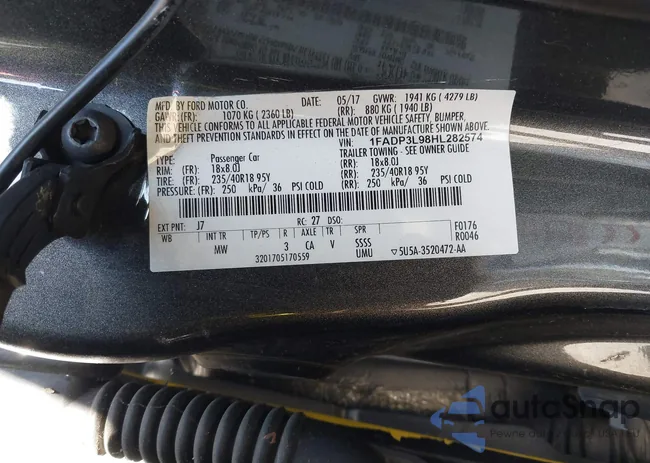 MFD. BY FORD MOTOR CO. DATE: 05/17 GVWR: 1941 KG ( 4279 LB)
GAWR: (FR): 1070 KG ( 2360 LB) (RR): 880 KG ( 1940 LB)
THIS VEHICLE CONFORMS TO ALL APPLICABLE FEDERAL MOTOR VEHICLE SAFETY, BUMPER,
AND THEFT PREVENTION STANDARDS IN EFFECT ON THE DATE OF MANUFACTURE SHOWN ABOVE.
VIN: 1FADP3L98HL282574
TYPE: Passenger Car TRAILER TOWING - SEE OWNER GUIDE
RIM: (FR) 18x8.0J (RR): 18x8.0J
TIRE: (FR): 235/40R18 95Y (RR): 235/40R18 95Y
PRESSURE: (FR): 250 kPa/ 36 PSI COLD (RR): 250 kPa/ 36 PSI COLD
EXT PNT: J7 RC: 27 DSO: F0176
WB INT TR TP/PS R AXLE TR SPR R0046
MW 3 CA V SSSS
3201705170559 UMU ▽5U5A-3520472-AA
autoSnap